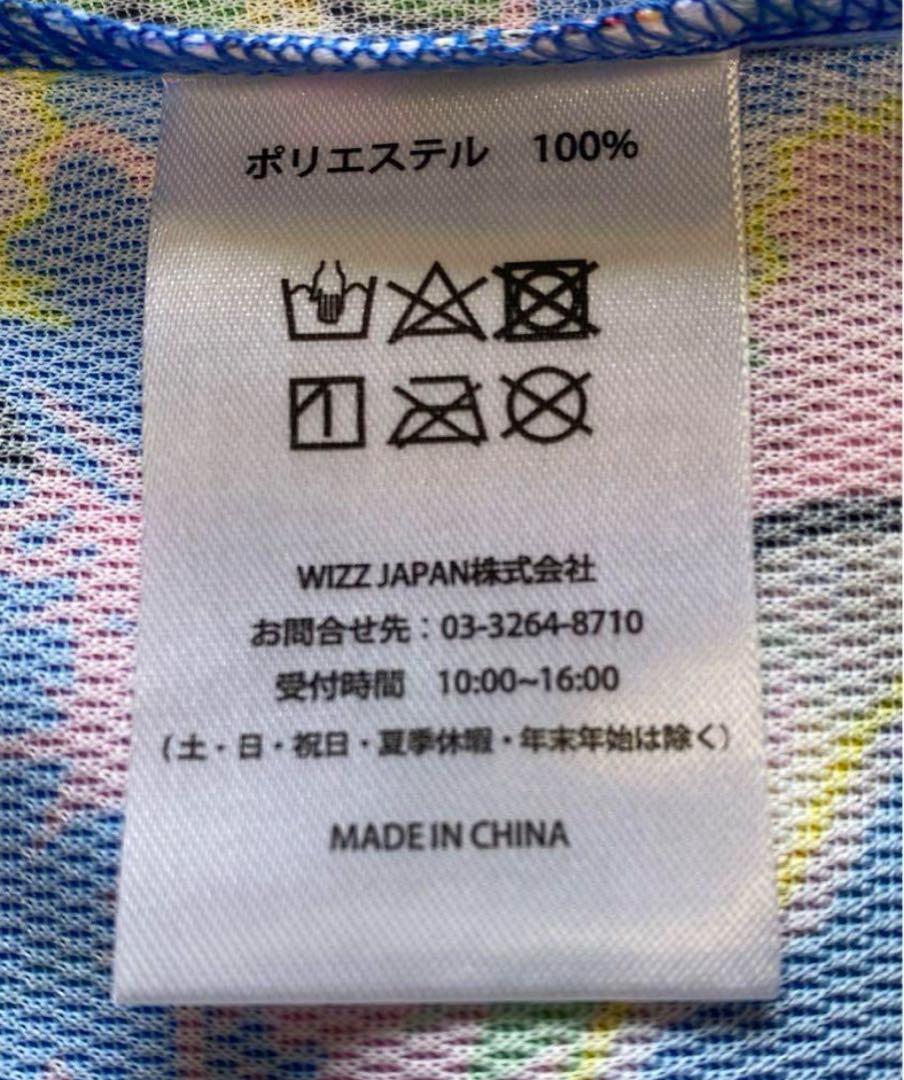 ポリエステル 100%
WIZZ JAPAN株式会社
お問合せ先：03-3264-8710
受付時間 10:00~16:00
(土・日・祝日・夏季休暇・年末年始は除く)
MADE IN CHINA